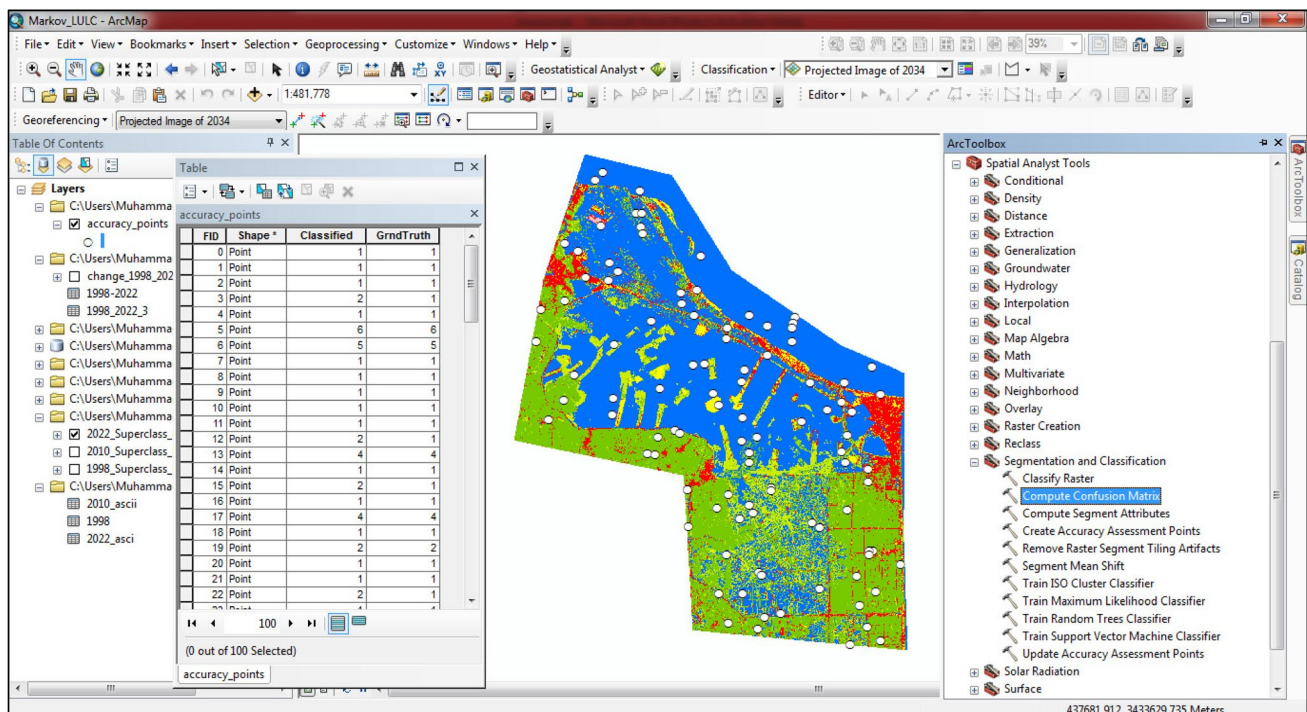 Markov_LULC - ArcMap
File Edit View Bookmarks Insert Selection Geoprocessing Customize Windows Help
39%
Geostatistical Analyst
Classification
Projected Image of 2034
1:481,778
Editor
Georeferencing
Projected Image of 2034
Table Of Contents
Layers
C:\Users\Muhamma
accuracy_points
C:\Users\Muhamma
change_1998_202
1998-2022
1998_2022_3
C:\Users\Muhamma
C:\Users\Muhamma
C:\Users\Muhamma
C:\Users\Muhamma
C:\Users\Muhamma
C:\Users\Muhamma
2022_Superclass_
2010_Superclass_
1998_Superclass_
C:\Users\Muhamma
2010_ascii
1998
2022_asci
Table
accuracy_points
FID Shape * Classified GrndTruth
0 Point 1 1
1 Point 1 1
2 Point 1 1
3 Point 2 1
4 Point 1 1
5 Point 6 6
6 Point 5 5
7 Point 1 1
8 Point 1 1
9 Point 1 1
10 Point 1 1
11 Point 1 1
12 Point 2 1
13 Point 4 4
14 Point 1 1
15 Point 2 1
16 Point 1 1
17 Point 4 4
18 Point 1 1
19 Point 2 2
20 Point 1 1
21 Point 1 1
22 Point 2 1
100
(0 out of 100 Selected)
accuracy_points
ArcToolbox
Spatial Analyst Tools
Conditional
Density
Distance
Extraction
Generalization
Groundwater
Hydrology
Interpolation
Local
Map Algebra
Math
Multivariate
Neighborhood
Overlay
Raster Creation
Reclass
Segmentation and Classification
Classify Raster
Compute Confusion Matrix
Compute Segment Attributes
Create Accuracy Assessment Points
Remove Raster Segment Tiling Artifacts
Segment Mean Shift
Train ISO Cluster Classifier
Train Maximum Likelihood Classifier
Train Random Trees Classifier
Train Support Vector Machine Classifier
Update Accuracy Assessment Points
Solar Radiation
Surface
ArcToolbox
Catalog
437681.912 3433629.735 Meters